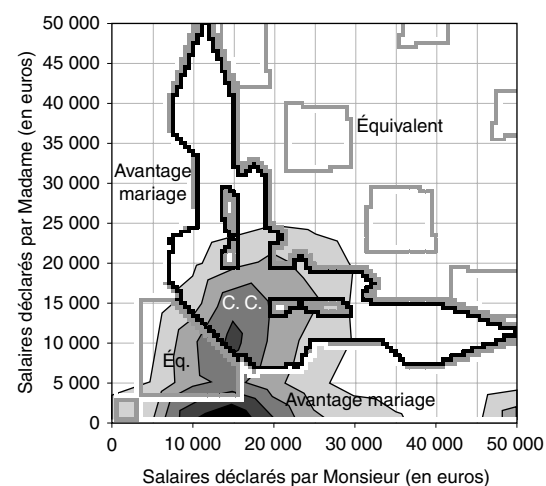 Salaires déclarés par Madame (en euros)
50 000
45 000
40 000
35 000
30 000
25 000
20 000
15 000
10 000
5 000
0
Équivalent
Avantage
mariage
C. C.
Éq.
Avantage mariage
0
10 000
20 000
30 000
40 000
50 000
Salaires déclarés par Monsieur (en euros)